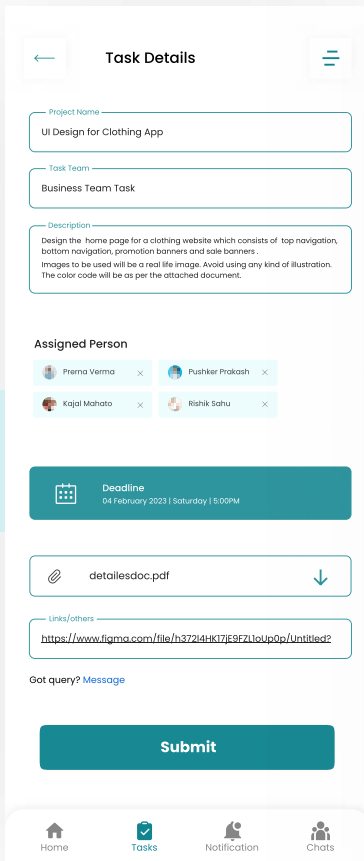 Task Details
Project Name
UI Design for Clothing App
Task Team
Business Team Task
Description
Design the home page for a clothing website which consists of top navigation,
bottom navigation, promotion banners and sale banners .
Images to be used will be a real life image. Avoid using any kind of illustration.
The color code will be as per the attached document.
Assigned Person
Prerna Verma
Pushker Prakash
Kajal Mahato
Rishik Sahu
Deadline
04 February 2023 | Saturday | 5:00PM
detailesdoc.pdf
Links/others
https://www.figma.com/file/h372I4HK17jE9FZL1oUp0p/Untitled?
Got query? Message
Submit
Home
Tasks
Notification
Chats